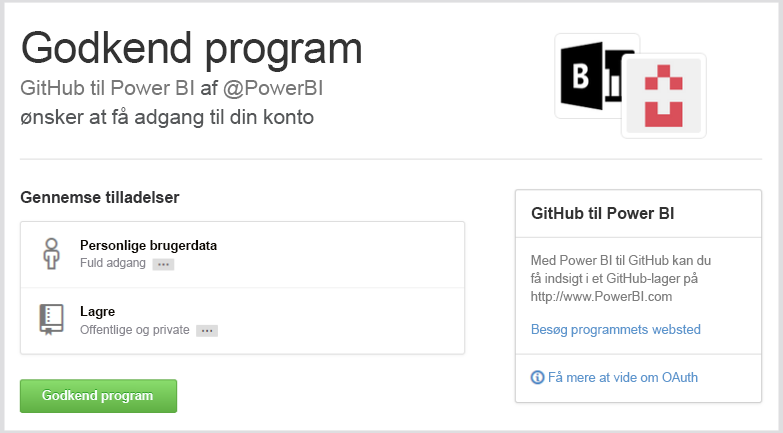 Godkend program
GitHub til Power BI af @PowerBI
ønsker at få adgang til din konto
B
Gennemse tilladelser
Personlige brugerdata
Fuld adgang
Lagre
Offentlige og private
Godkend program
GitHub til Power BI
Med Power BI til GitHub kan du
få indsigt i et GitHub-lager på
http://www.PowerBI.com
Besøg programmets websted
Få mere at vide om OAuth